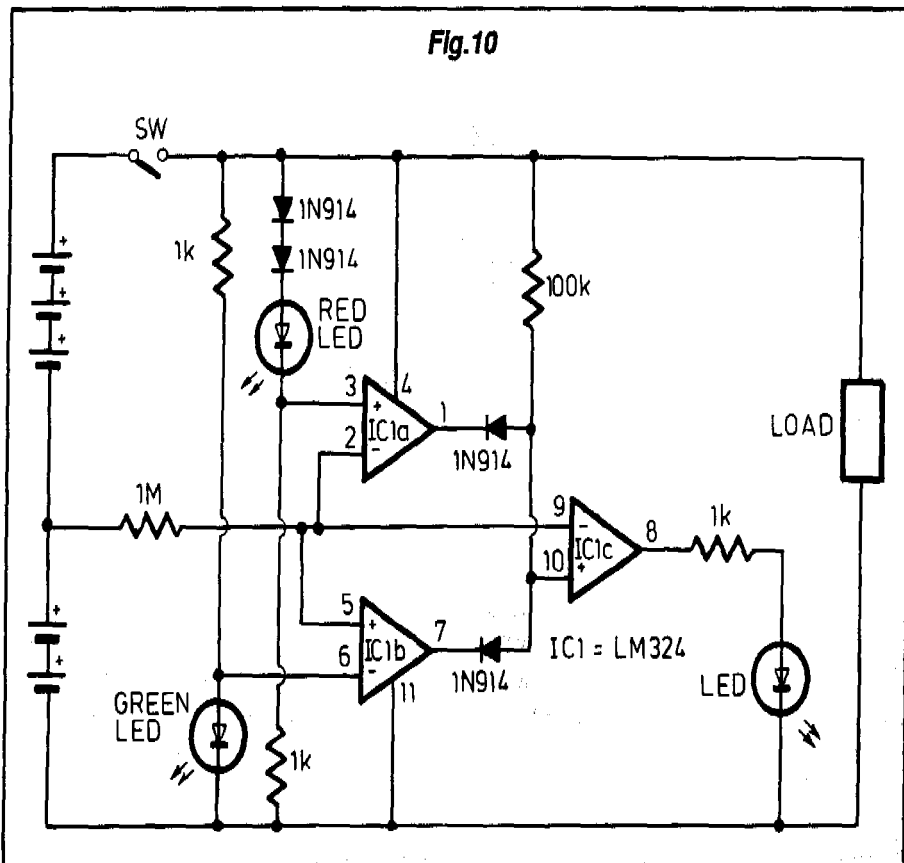 Fig.10
SW
+
+
+
1k
1N914
1N914
RED
LED
100k
3
4
+
IC1a
1
2
-
1N914
LOAD
1M
9
-
IC1c
8
1k
10
+
5
+
IC1b
7
6
-
11
1N914
IC1 = LM324
LED
+
+
GREEN
LED
1k